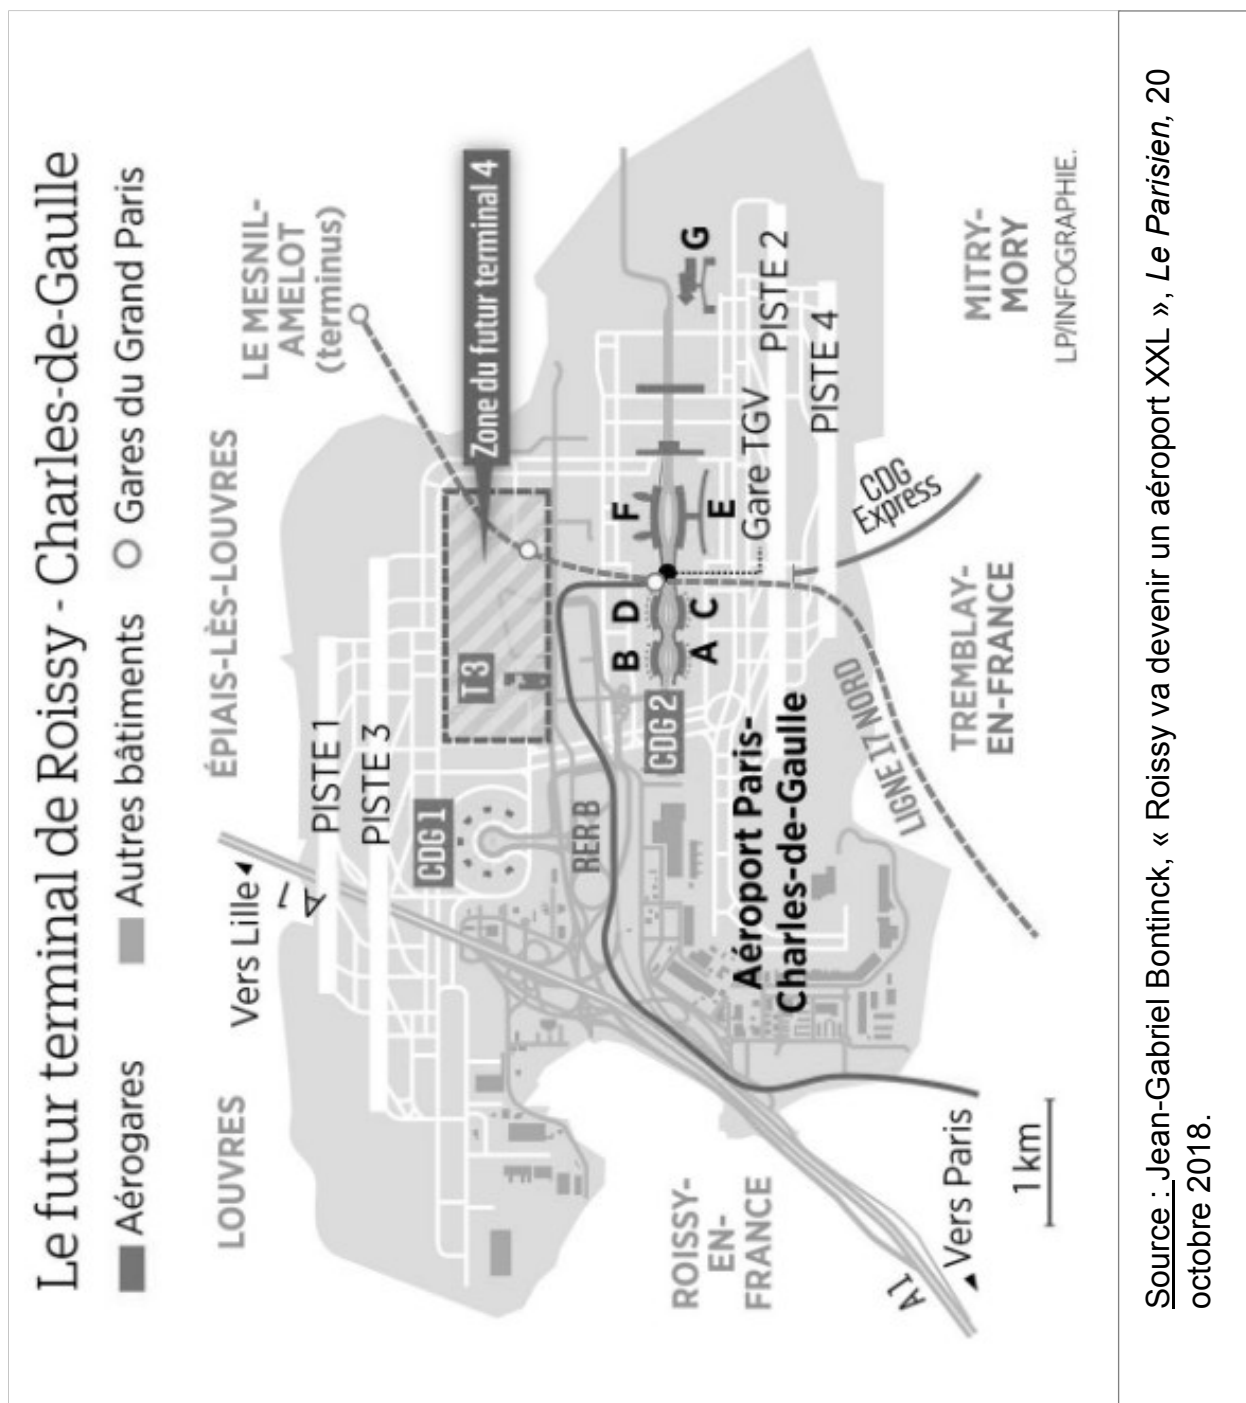 Le futur terminal de Roissy - Charles-de-Gaulle
Aérogares
Autres bâtiments
Gares du Grand Paris
LOUVRES
Vers Lille
A1
ÉPIAIS-LÈS-LOUVRES
LE MESNIL-
AMELOT
(terminus)
PISTE 1
PISTE 3
CDG 1
T 3
Zone du futur terminal 4
RER B
CDG 2
B
D
F
A
C
E
G
Gare TGV
PISTE 2
PISTE 4
Aéroport Paris-
Charles-de-Gaulle
CDG
Express
LIGNE 17 NORD
ROISSY-
EN-
FRANCE
A1
Vers Paris
TREMBLAY-
EN-FRANCE
MITRY-
MORY
1 km
LP/INFOGRAPHIE.
Source : Jean-Gabriel Bontinck, « Roissy va devenir un aéroport XXL », Le Parisien, 20
octobre 2018.